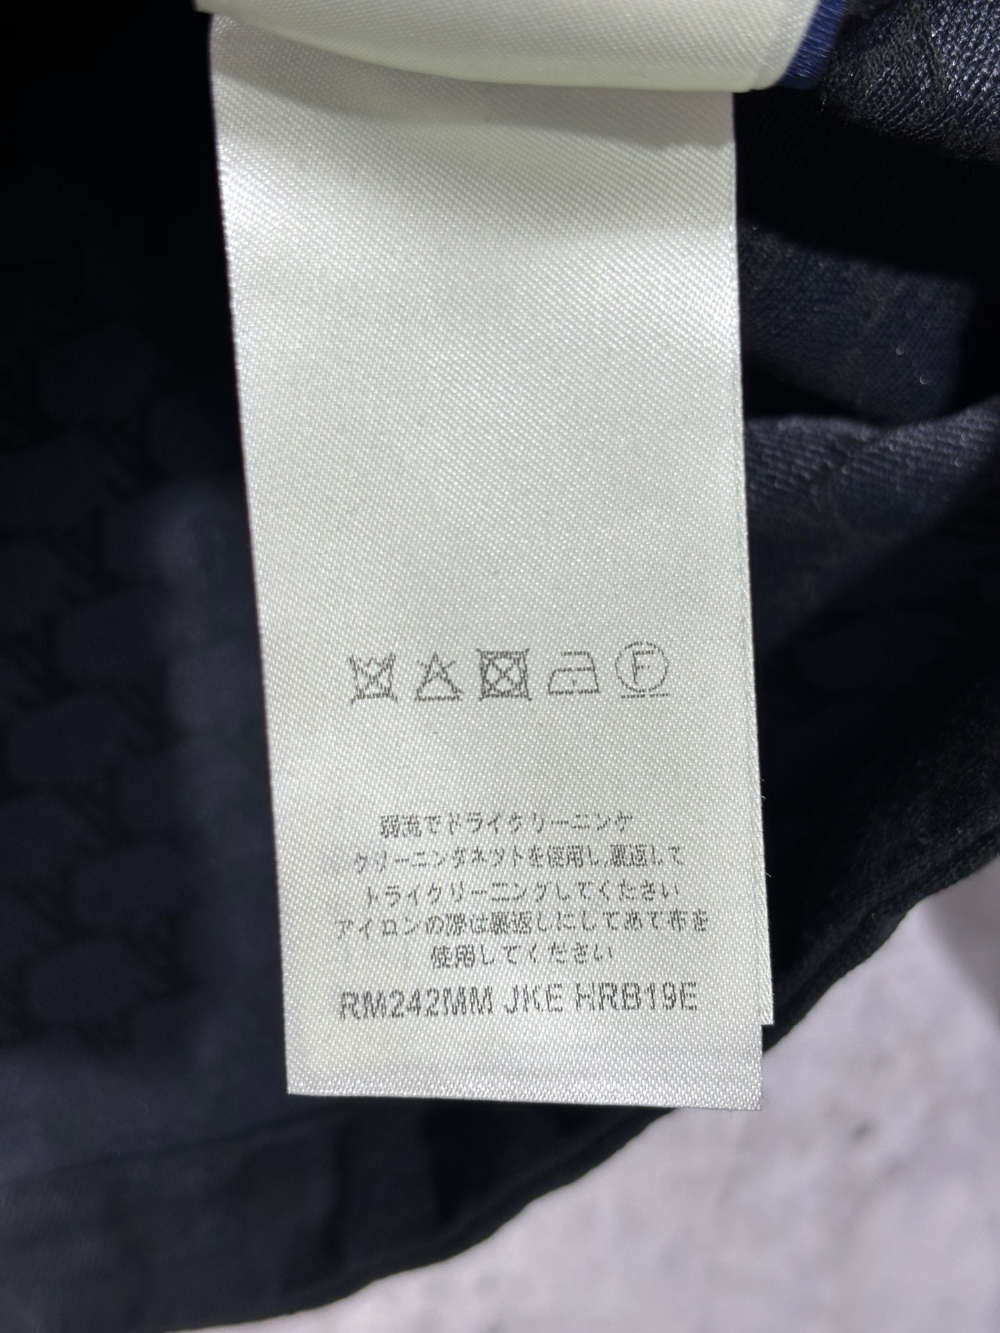 F
弱流でドライクリーニング
クリーニングネットを使用し、裏返して
ドライクリーニングしてください
アイロンの際は裏返しにしてあて布を
使用してください
RM242MM JKE HRB19E